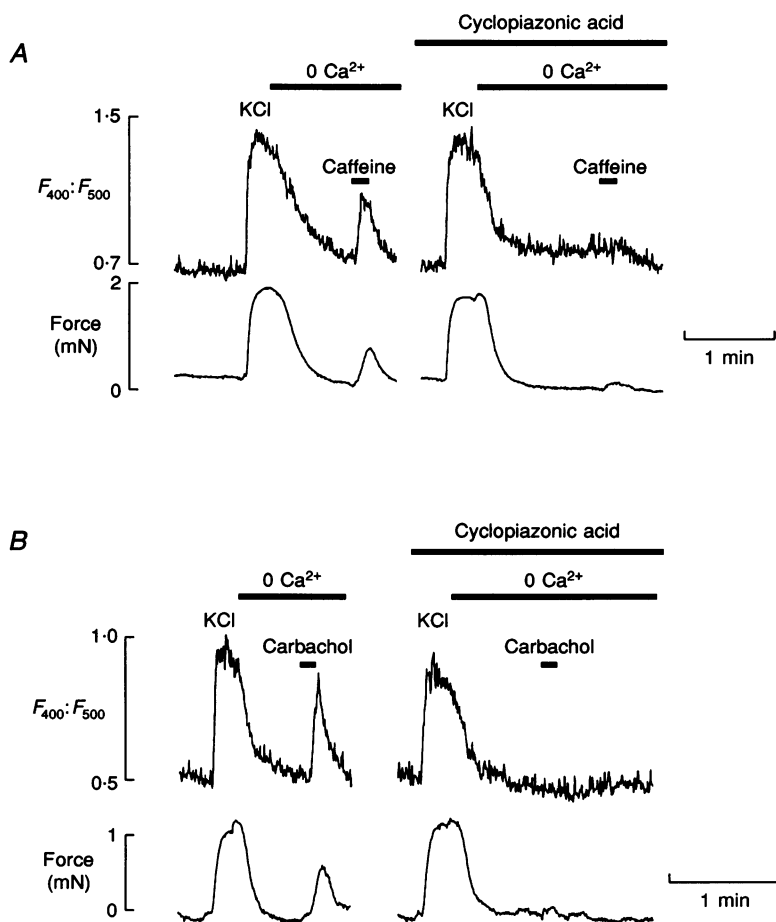 Cyclopiazonic acid
A
0 Ca²⁺ 0 Ca²⁺
KCl KCl
1·5
Caffeine Caffeine
F₄₀₀:F₅₀₀
0·7
2
Force
(mN)
0
1 min
B
Cyclopiazonic acid
0 Ca²⁺ 0 Ca²⁺
KCl KCl
1·0
Carbachol Carbachol
F₄₀₀:F₅₀₀
0·5
1
Force
(mN)
0
1 min